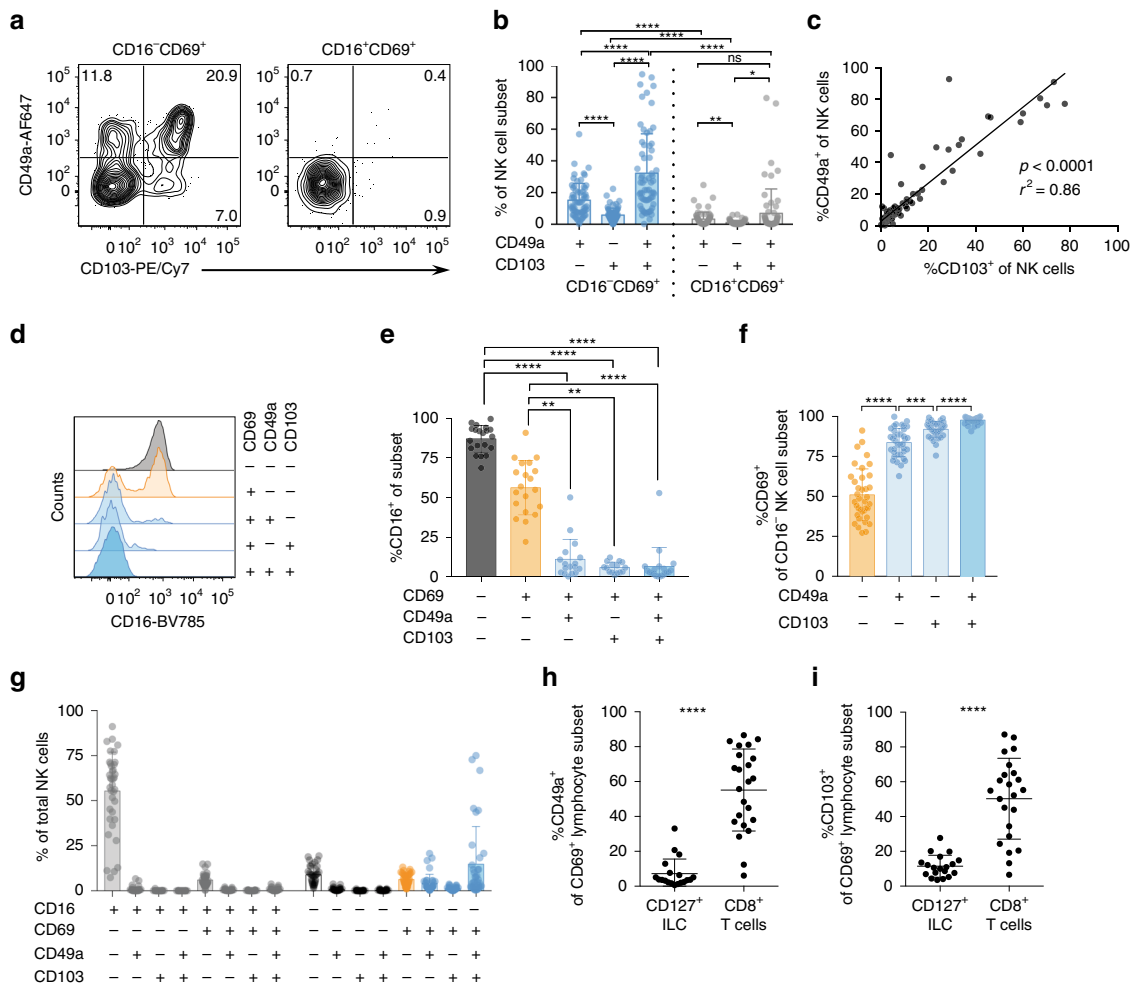 a
CD16⁻CD69⁺
CD16⁺CD69⁺
11.8
20.9
7.0
0.7
0.4
0.9
10⁵
10⁴
10³
10²
0
0 10² 10³ 10⁴ 10⁵
0 10² 10³ 10⁴ 10⁵
CD49a-AF647
CD103-PE/Cy7
b
**** 
****
**** ****
**** ns
*
**** **
% of NK cell subset
100
80
60
40
20
0
CD49a + – + + – +
CD103 – + + – + +
CD16⁻CD69⁺ CD16⁺CD69⁺
c
%CD49a⁺ of NK cells
100
80
60
40
20
0
p < 0.0001
r² = 0.86
0 20 40 60 80 100
%CD103⁺ of NK cells
d
CD69 CD49a CD103
– – –
+ – –
+ + –
+ – +
+ + +
Counts
0 10² 10³ 10⁴ 10⁵
CD16-BV785
e
****
****
**** ****
**
**
%CD16⁺ of subset
100
75
50
25
0
CD69 – + + + +
CD49a – – + – +
CD103 – – – + +
f
**** *** ****
%CD69⁺
of CD16⁻ NK cell subset
100
75
50
25
0
CD49a – + – +
CD103 – – + +
g
% of total NK cells
100
75
50
25
0
CD16 + + + + + + + + – – – – – – – –
CD69 – – – – + + + + – – – – + + + +
CD49a – + – + – + – + – + – + – + – +
CD103 – – + + – – + + – – + + – – + +
h
****
%CD49a⁺
of CD69⁺ lymphocyte subset
100
80
60
40
20
0
CD127⁺ CD8⁺
ILC T cells
i
****
%CD103⁺
of CD69⁺ lymphocyte subset
100
80
60
40
20
0
CD127⁺ CD8⁺
ILC T cells